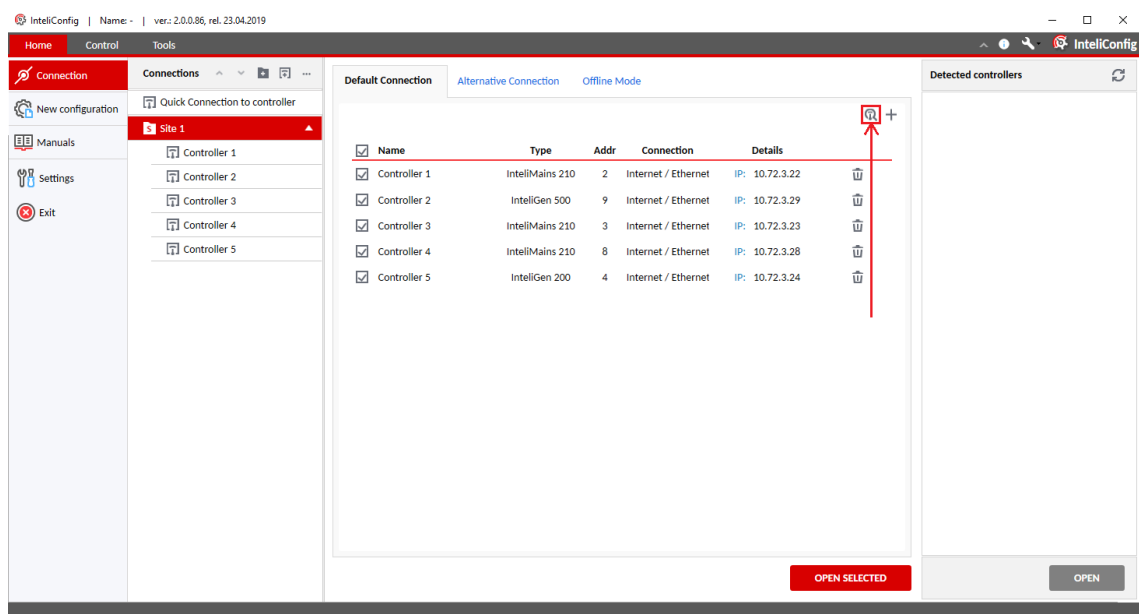 InteliConfig | Name: - | ver.: 2.0.0.86, rel. 23.04.2019
Home Control Tools InteliConfig
Connection
New configuration
Manuals
Settings
Exit
Connections
Quick Connection to controller
S Site 1
Controller 1
Controller 2
Controller 3
Controller 4
Controller 5
Default Connection Alternative Connection Offline Mode
Name Type Addr Connection Details
Controller 1 InteliMains 210 2 Internet / Ethernet IP: 10.72.3.22
Controller 2 InteliGen 500 9 Internet / Ethernet IP: 10.72.3.29
Controller 3 InteliMains 210 3 Internet / Ethernet IP: 10.72.3.23
Controller 4 InteliMains 210 8 Internet / Ethernet IP: 10.72.3.28
Controller 5 InteliGen 200 4 Internet / Ethernet IP: 10.72.3.24
OPEN SELECTED
Detected controllers
OPEN